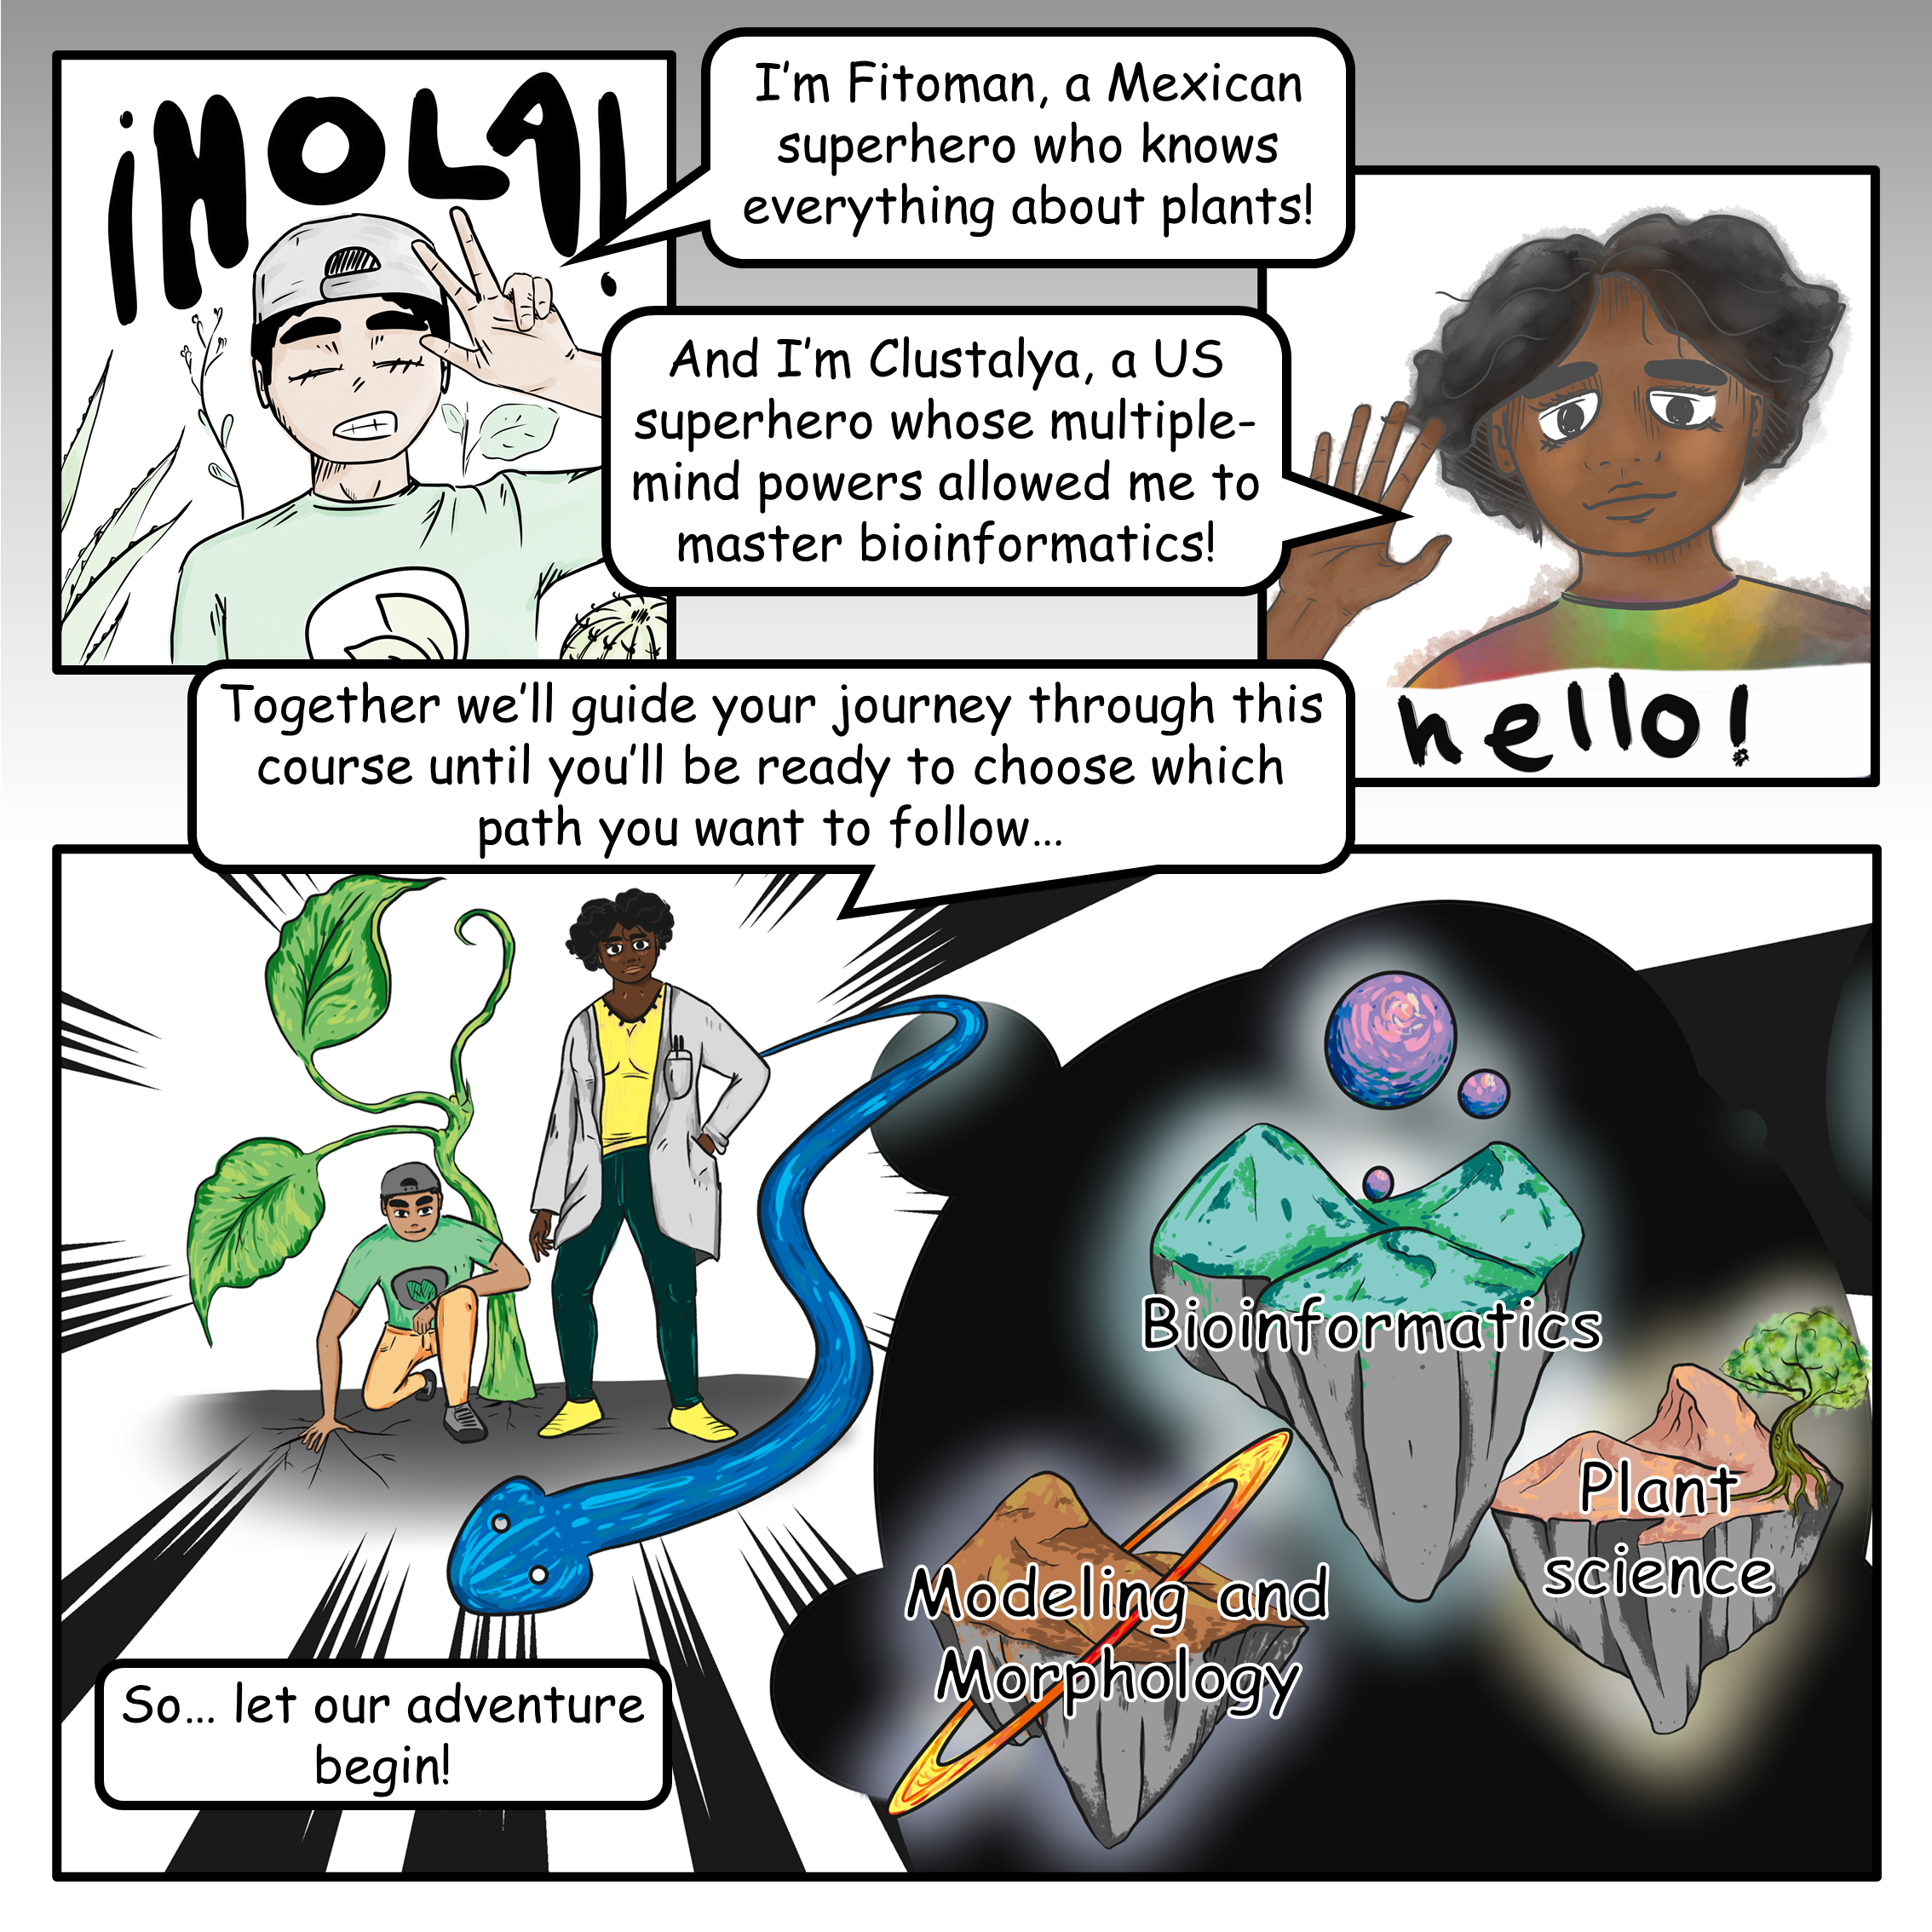 ¡HOLA!
I'm Fitoman, a Mexican
superhero who knows
everything about plants!
And I'm Clustalya, a US
superhero whose multiple-
mind powers allowed me to
master bioinformatics!
hello!
Together we'll guide your journey through this
course until you'll be ready to choose which
path you want to follow...
Bioinformatics
Plant
science
Modeling and
Morphology
So... let our adventure
begin!